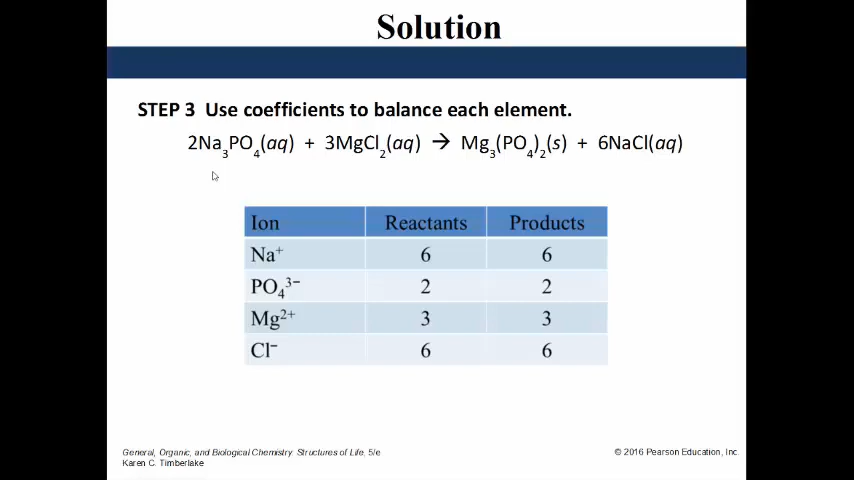 Solution
STEP 3 Use coefficients to balance each element.
2Na₃PO₄(aq) + 3MgCl₂(aq) → Mg₃(PO₄)₂(s) + 6NaCl(aq)
Ion Reactants Products
Na⁺ 6 6
PO₄³⁻ 2 2
Mg²⁺ 3 3
Cl⁻ 6 6
General, Organic, and Biological Chemistry: Structures of Life, 5/e
Karen C. Timberlake
© 2016 Pearson Education, Inc.